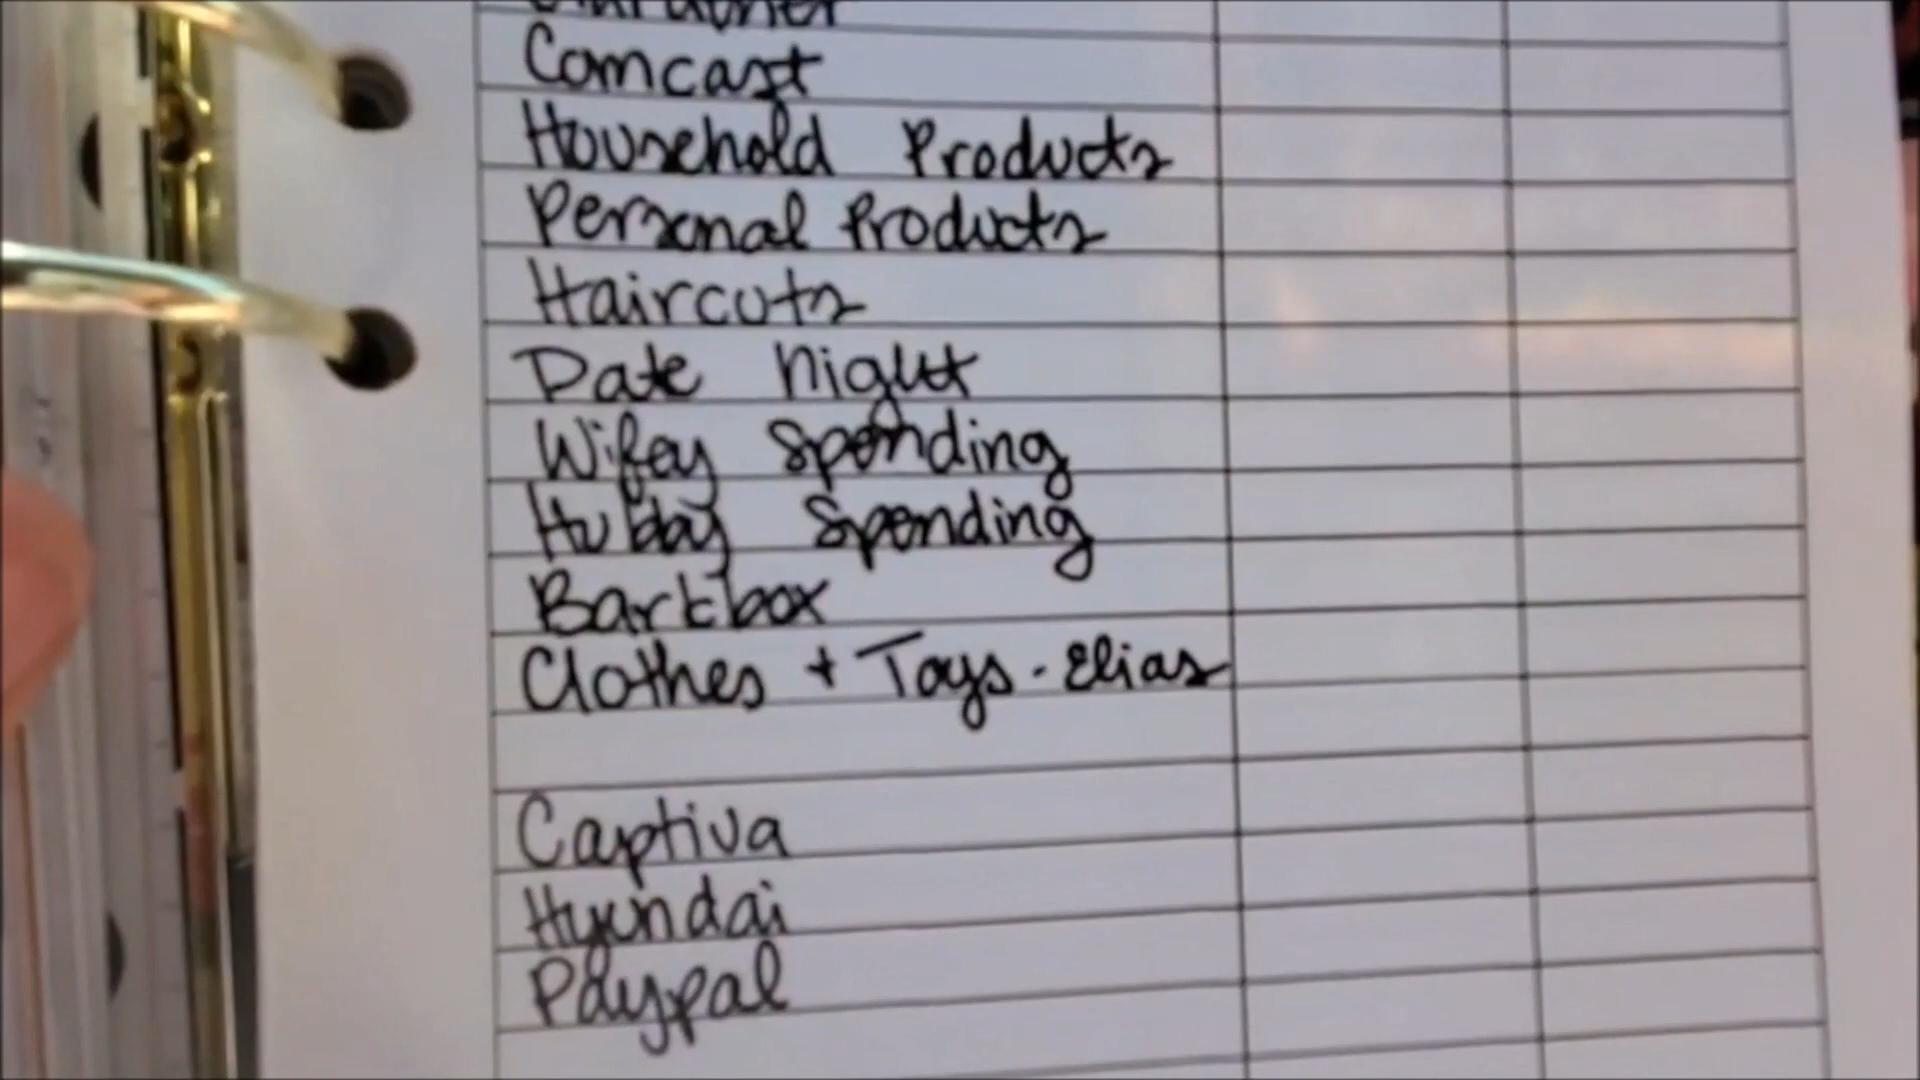 Comcast
Household Products
Personal Products
Haircuts
Date night
Wifey Spending
Hubby Spending
Barkbox
Clothes + Toys - Elias
Captiva
Hyundai
Paypal